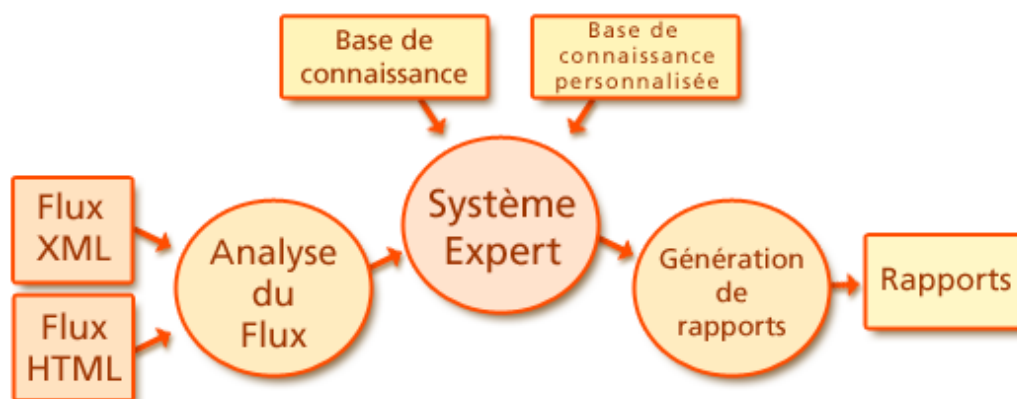 Base de
connaissance
Base de
connaissance
personnalisée
Flux
XML
Flux
HTML
Analyse
du
Flux
Système
Expert
Génération
de
rapports
Rapports